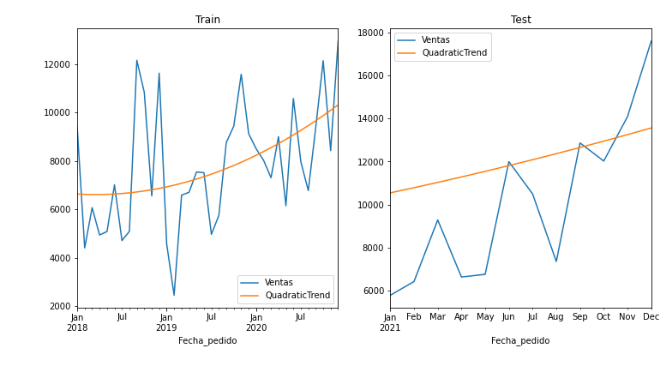 Train
12000
10000
8000
6000
4000
2000
Jan
2018
Jul
Jan
2019
Jul
Jan
2020
Jul
Fecha_pedido
Ventas
QuadraticTrend
Test
Ventas
QuadraticTrend
18000
16000
14000
12000
10000
8000
6000
Jan
2021
Feb
Mar
Apr
May
Jun
Jul
Aug
Sep
Oct
Nov
Dec
Fecha_pedido